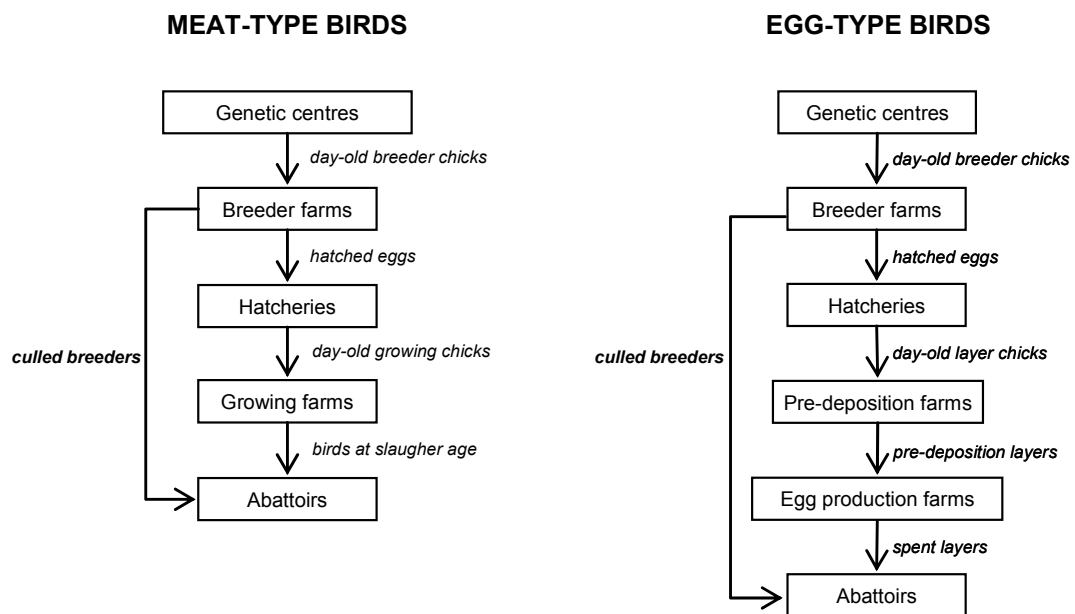 MEAT-TYPE BIRDS
Genetic centres
day-old breeder chicks
Breeder farms
hatched eggs
Hatcheries
culled breeders
day-old growing chicks
Growing farms
birds at slaugher age
Abattoirs
EGG-TYPE BIRDS
Genetic centres
day-old breeder chicks
Breeder farms
hatched eggs
Hatcheries
culled breeders
day-old layer chicks
Pre-deposition farms
pre-deposition layers
Egg production farms
spent layers
Abattoirs